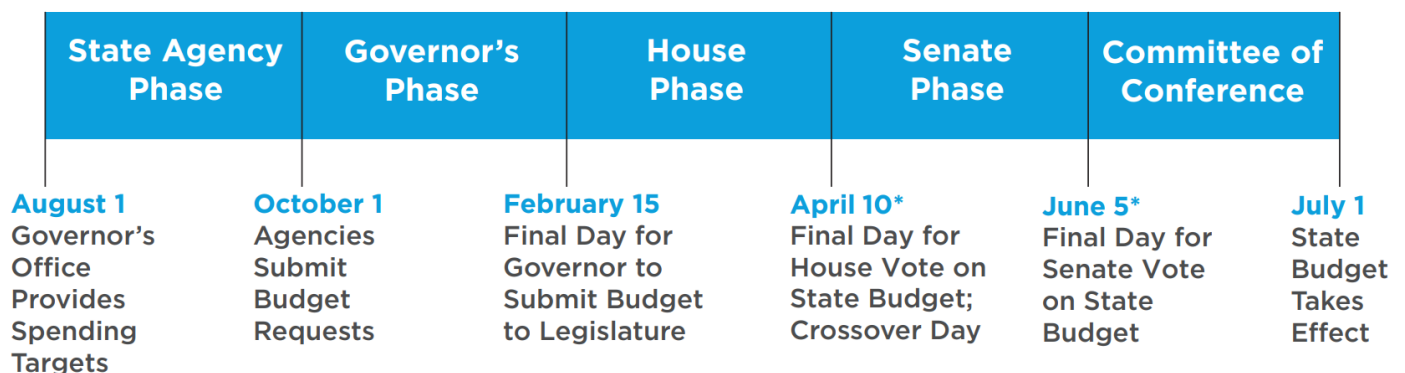 State Agency
Phase
Governor's
Phase
House
Phase
Senate
Phase
Committee of
Conference
August 1
Governor's
Office
Provides
Spending
Targets
October 1
Agencies
Submit
Budget
Requests
February 15
Final Day for
Governor to
Submit Budget
to Legislature
April 10*
Final Day for
House Vote on
State Budget;
Crossover Day
June 5*
Final Day for
Senate Vote
on State
Budget
July 1
State
Budget
Takes
Effect